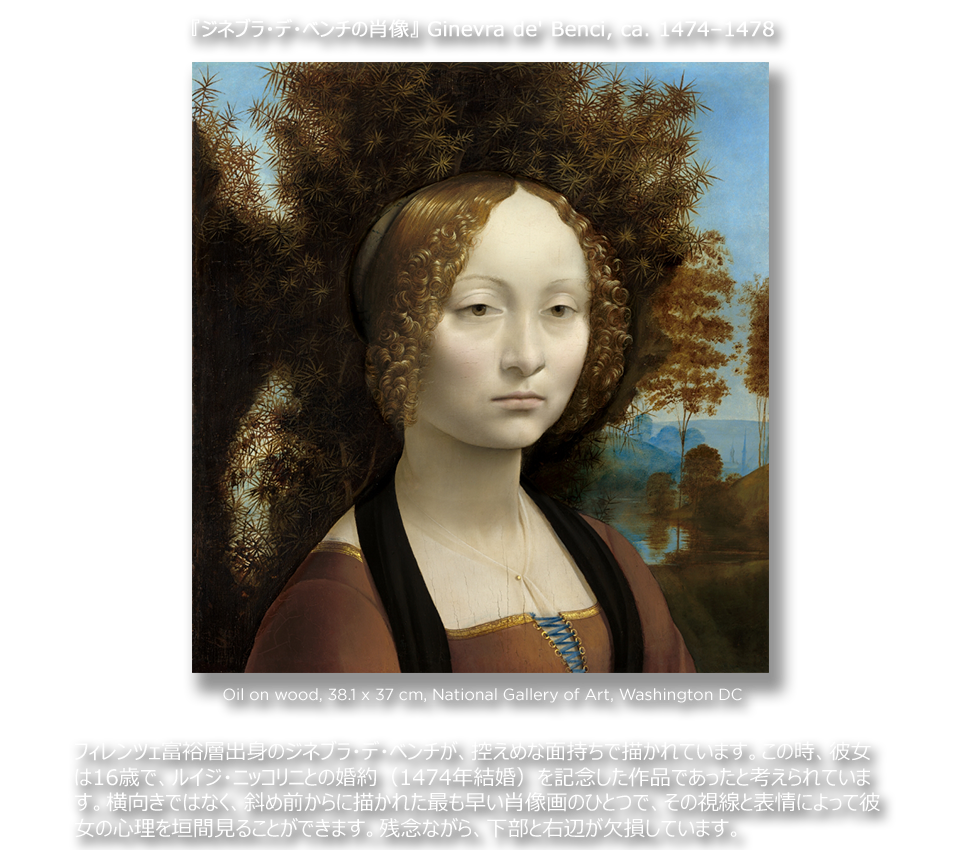 『ジネブラ・デ・ベンチの肖像』 Ginevra de' Benci, ca. 1474–1478
Oil on wood, 38.1 x 37 cm, National Gallery of Art, Washington DC
フィレンツェ富裕層出身のジネブラ・デ・ベンチが、控えめな面持ちで描かれています。この時、彼女
は16歳で、ルイジ・ニッコリニとの婚約（1474年結婚）を記念した作品であったと考えられていま
す。横向きではなく、斜め前からに描かれた最も早い肖像画のひとつで、その視線と表情によって彼
女の心理を垣間見ることができます。残念ながら、下部と右辺が欠損しています。